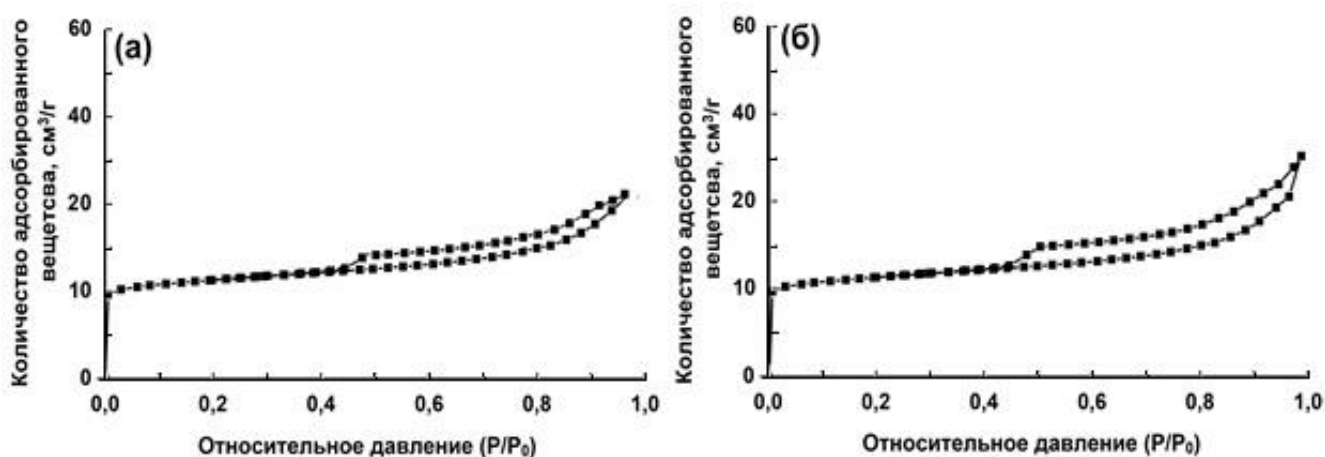 (а)
Количество адсорбированного
вещетсва, см³/г
60
40
20
10
0
0,0 0,2 0,4 0,6 0,8 1,0
Относительное давление (P/P₀)
(б)
Количество адсорбированного
вещетсва, см³/г
60
40
20
10
0
0,0 0,2 0,4 0,6 0,8 1,0
Относительное давление (P/P₀)